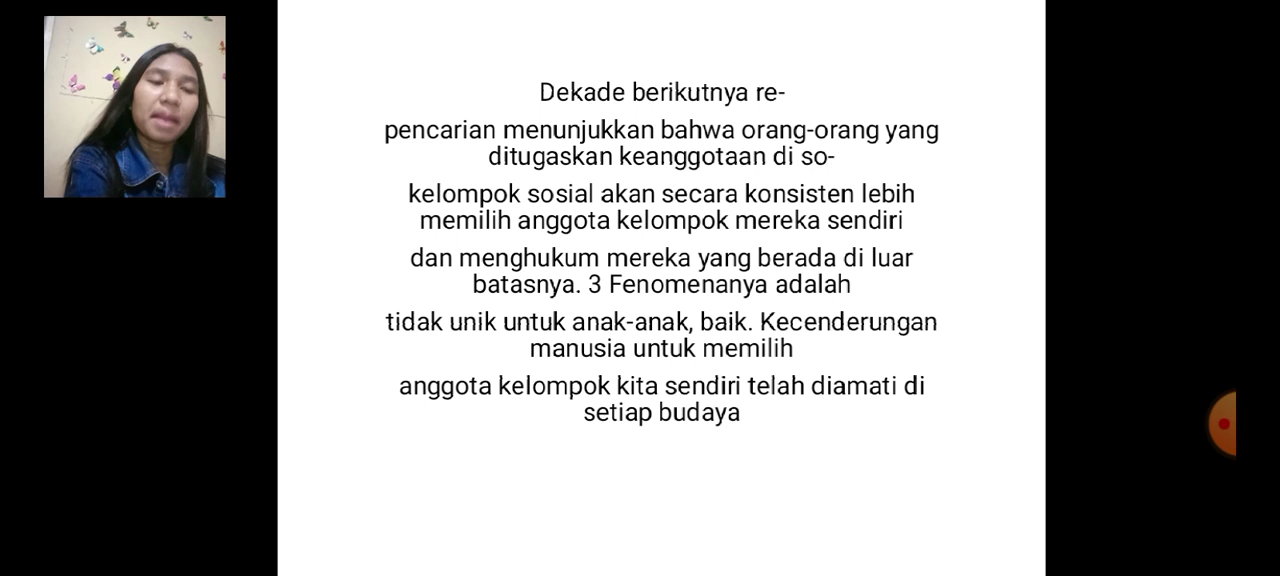 Dekade berikutnya re-
pencarian menunjukkan bahwa orang-orang yang
ditugaskan keanggotaan di so-
kelompok sosial akan secara konsisten lebih
memilih anggota kelompok mereka sendiri
dan menghukum mereka yang berada di luar
batasnya. 3 Fenomenanya adalah
tidak unik untuk anak-anak, baik. Kecenderungan
manusia untuk memilih
anggota kelompok kita sendiri telah diamati di
setiap budaya